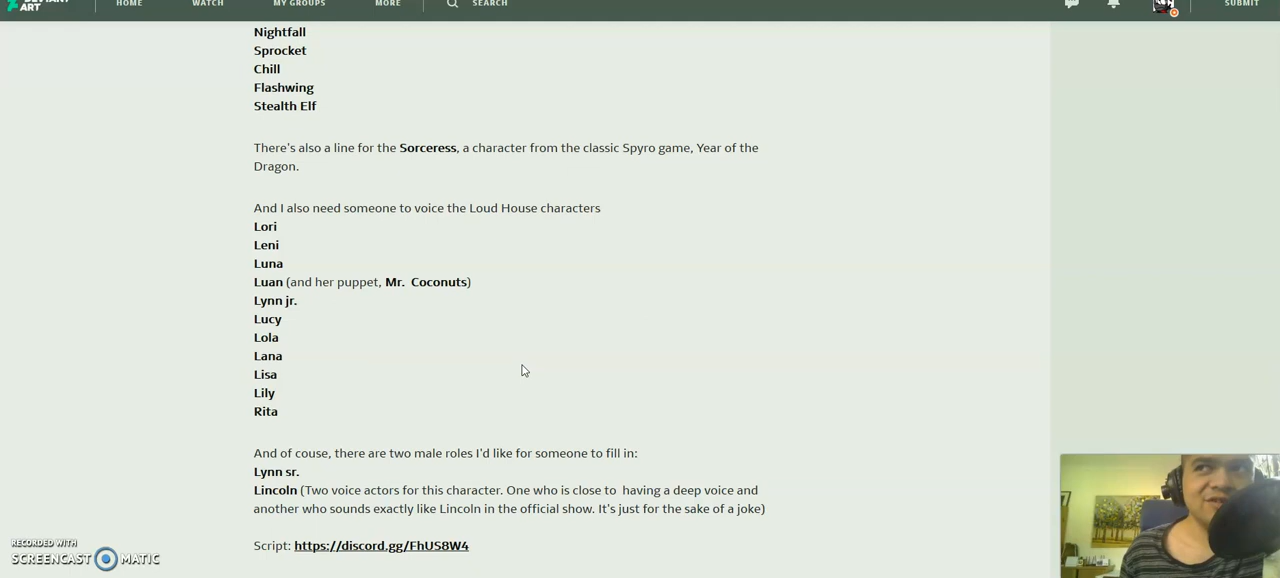 DEVIANT
ART
HOME
WATCH
MY GROUPS
MORE
SEARCH
SUBMIT
Nightfall
Sprocket
Chill
Flashwing
Stealth Elf
There's also a line for the Sorceress, a character from the classic Spyro game, Year of the
Dragon.
And I also need someone to voice the Loud House characters
Lori
Leni
Luna
Luan (and her puppet, Mr. Coconuts)
Lynn jr.
Lucy
Lola
Lana
Lisa
Lily
Rita
And of couse, there are two male roles I'd like for someone to fill in:
Lynn sr.
Lincoln (Two voice actors for this character. One who is close to having a deep voice and
another who sounds exactly like Lincoln in the official show. It's just for the sake of a joke)
Script: https://discord.gg/FhUS8W4
RECORDED WITH
SCREENCAST MATIC